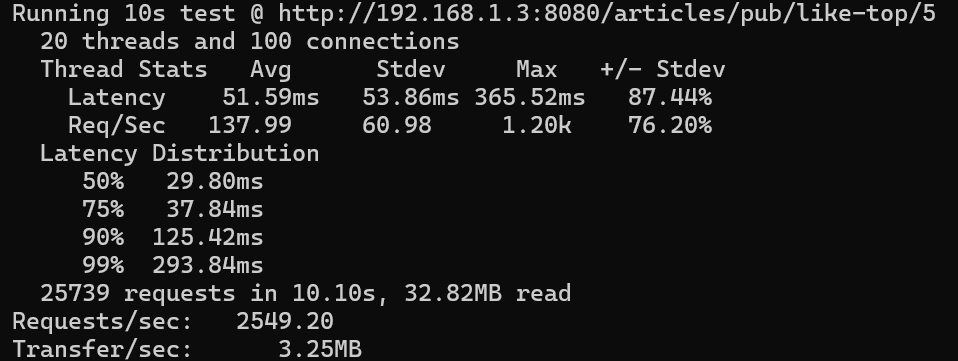 Running 10s test @ http://192.168.1.3:8080/articles/pub/like-top/5
  20 threads and 100 connections
  Thread Stats   Avg      Stdev     Max   +/- Stdev
    Latency    51.59ms   53.86ms 365.52ms   87.44%
    Req/Sec   137.99     60.98     1.20k    76.20%
  Latency Distribution
     50%   29.80ms
     75%   37.84ms
     90%  125.42ms
     99%  293.84ms
  25739 requests in 10.10s, 32.82MB read
Requests/sec:   2549.20
Transfer/sec:      3.25MB